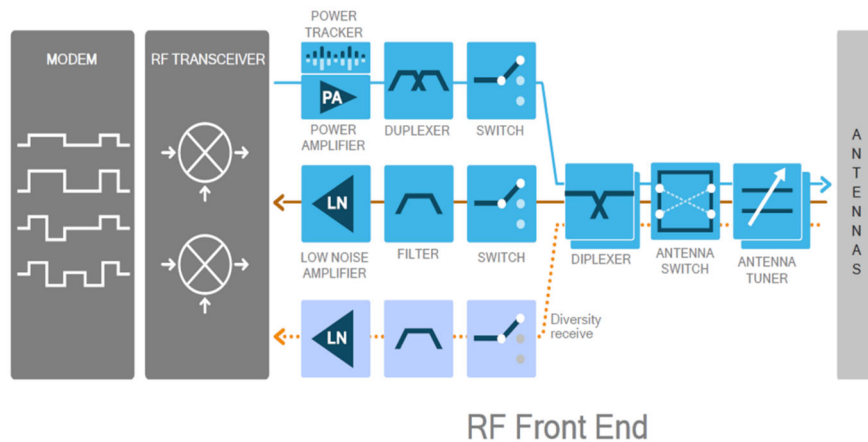 MODEM
RF TRANSCEIVER
POWER
TRACKER
PA
POWER
AMPLIFIER
DUPLEXER
SWITCH
LN
LOW NOISE
AMPLIFIER
FILTER
SWITCH
DIPLEXER
ANTENNA
SWITCH
ANTENNA
TUNER
LN
Diversity
receive
A
N
T
E
N
N
A
S
RF Front End